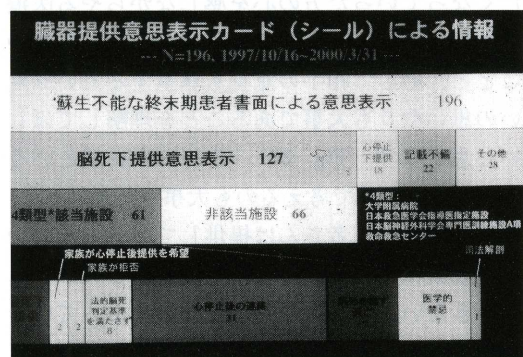 臓器提供意思表示カード（シール）による情報
--- N=196, 1997/10/16~2000/3/31 ---
*蘇生不能な終末期患者書面による意思表示 196
脳死下提供意思表示 127
心停止
下提供
18
記載不備
22
その他
28
4類型*該当施設 61
非該当施設 66
*4類型：
大学附属病院
日本救急医学会指導医指定施設
日本脳神経外科学会専門医訓練施設A項
救命救急センター
家族が心停止後提供を希望
家族が拒否
司法解剖
2
2
法的脳死
判定基準
を満たさず
8
心停止後の連絡
31
医学的
禁忌
7
1